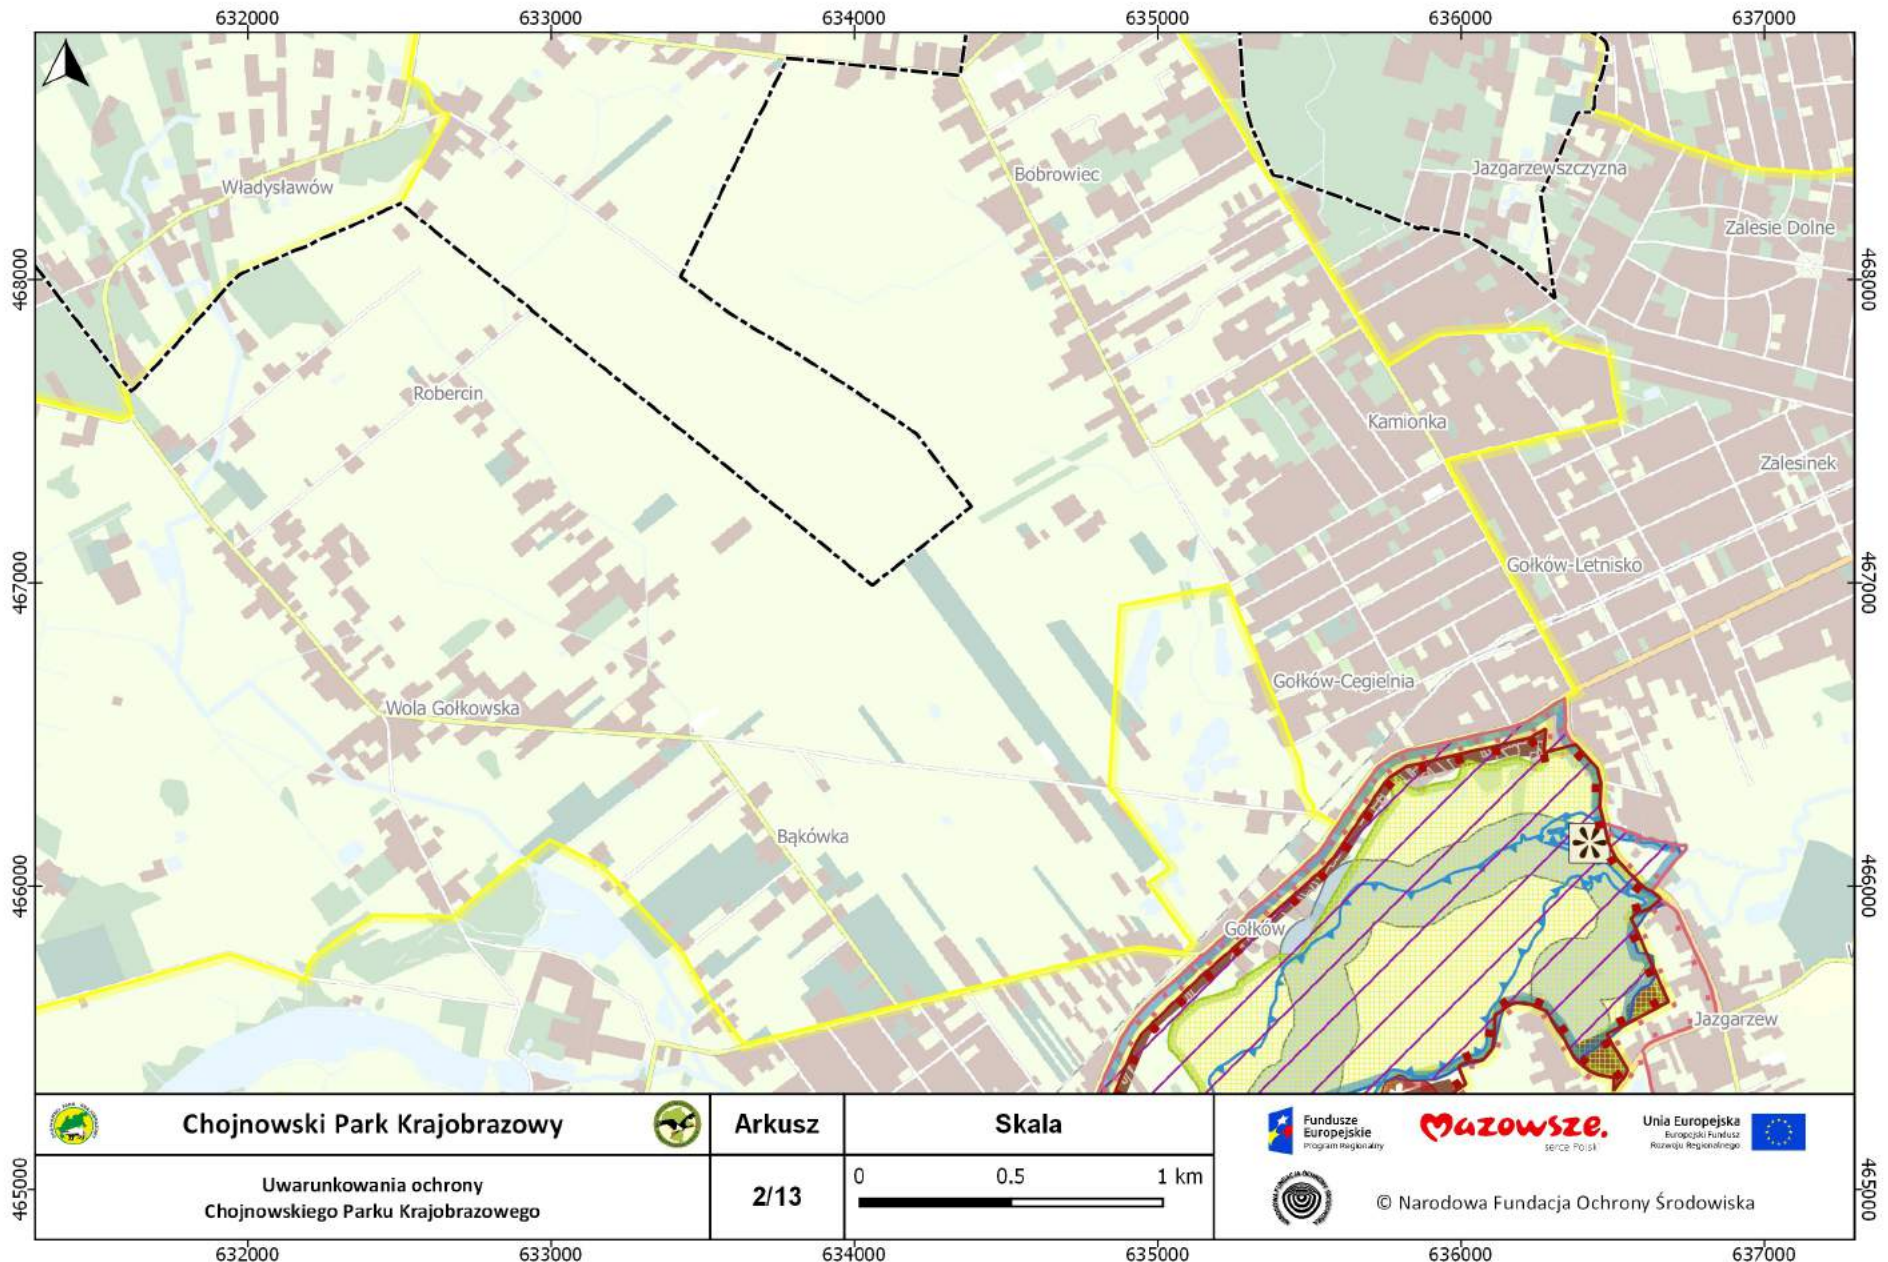 632000 633000 634000 635000 636000 637000
Władysławów
Bobrowiec
Jazgarzewszczyzna
Zalesie Dolne
468000
468000
Robercin
Kamionka
Zalesinek
Gołków-Letnisko
467000
467000
Gołków-Cegielnia
Wola Gołkowska
Bąkówka
466000
466000
Gołków
Jazgarzew
Chojnowski Park Krajobrazowy
Arkusz
Skala
Fundusze
Europejskie
Program Regionalny
Mazowsze.
serce Polski
Unia Europejska
Europejski Fundusz
Rozwoju Regionalnego
Uwarunkowania ochrony
Chojnowskiego Parku Krajobrazowego
2/13
0 0.5 1 km
© Narodowa Fundacja Ochrony Środowiska
465000
465000
632000 633000 634000 635000 636000 637000